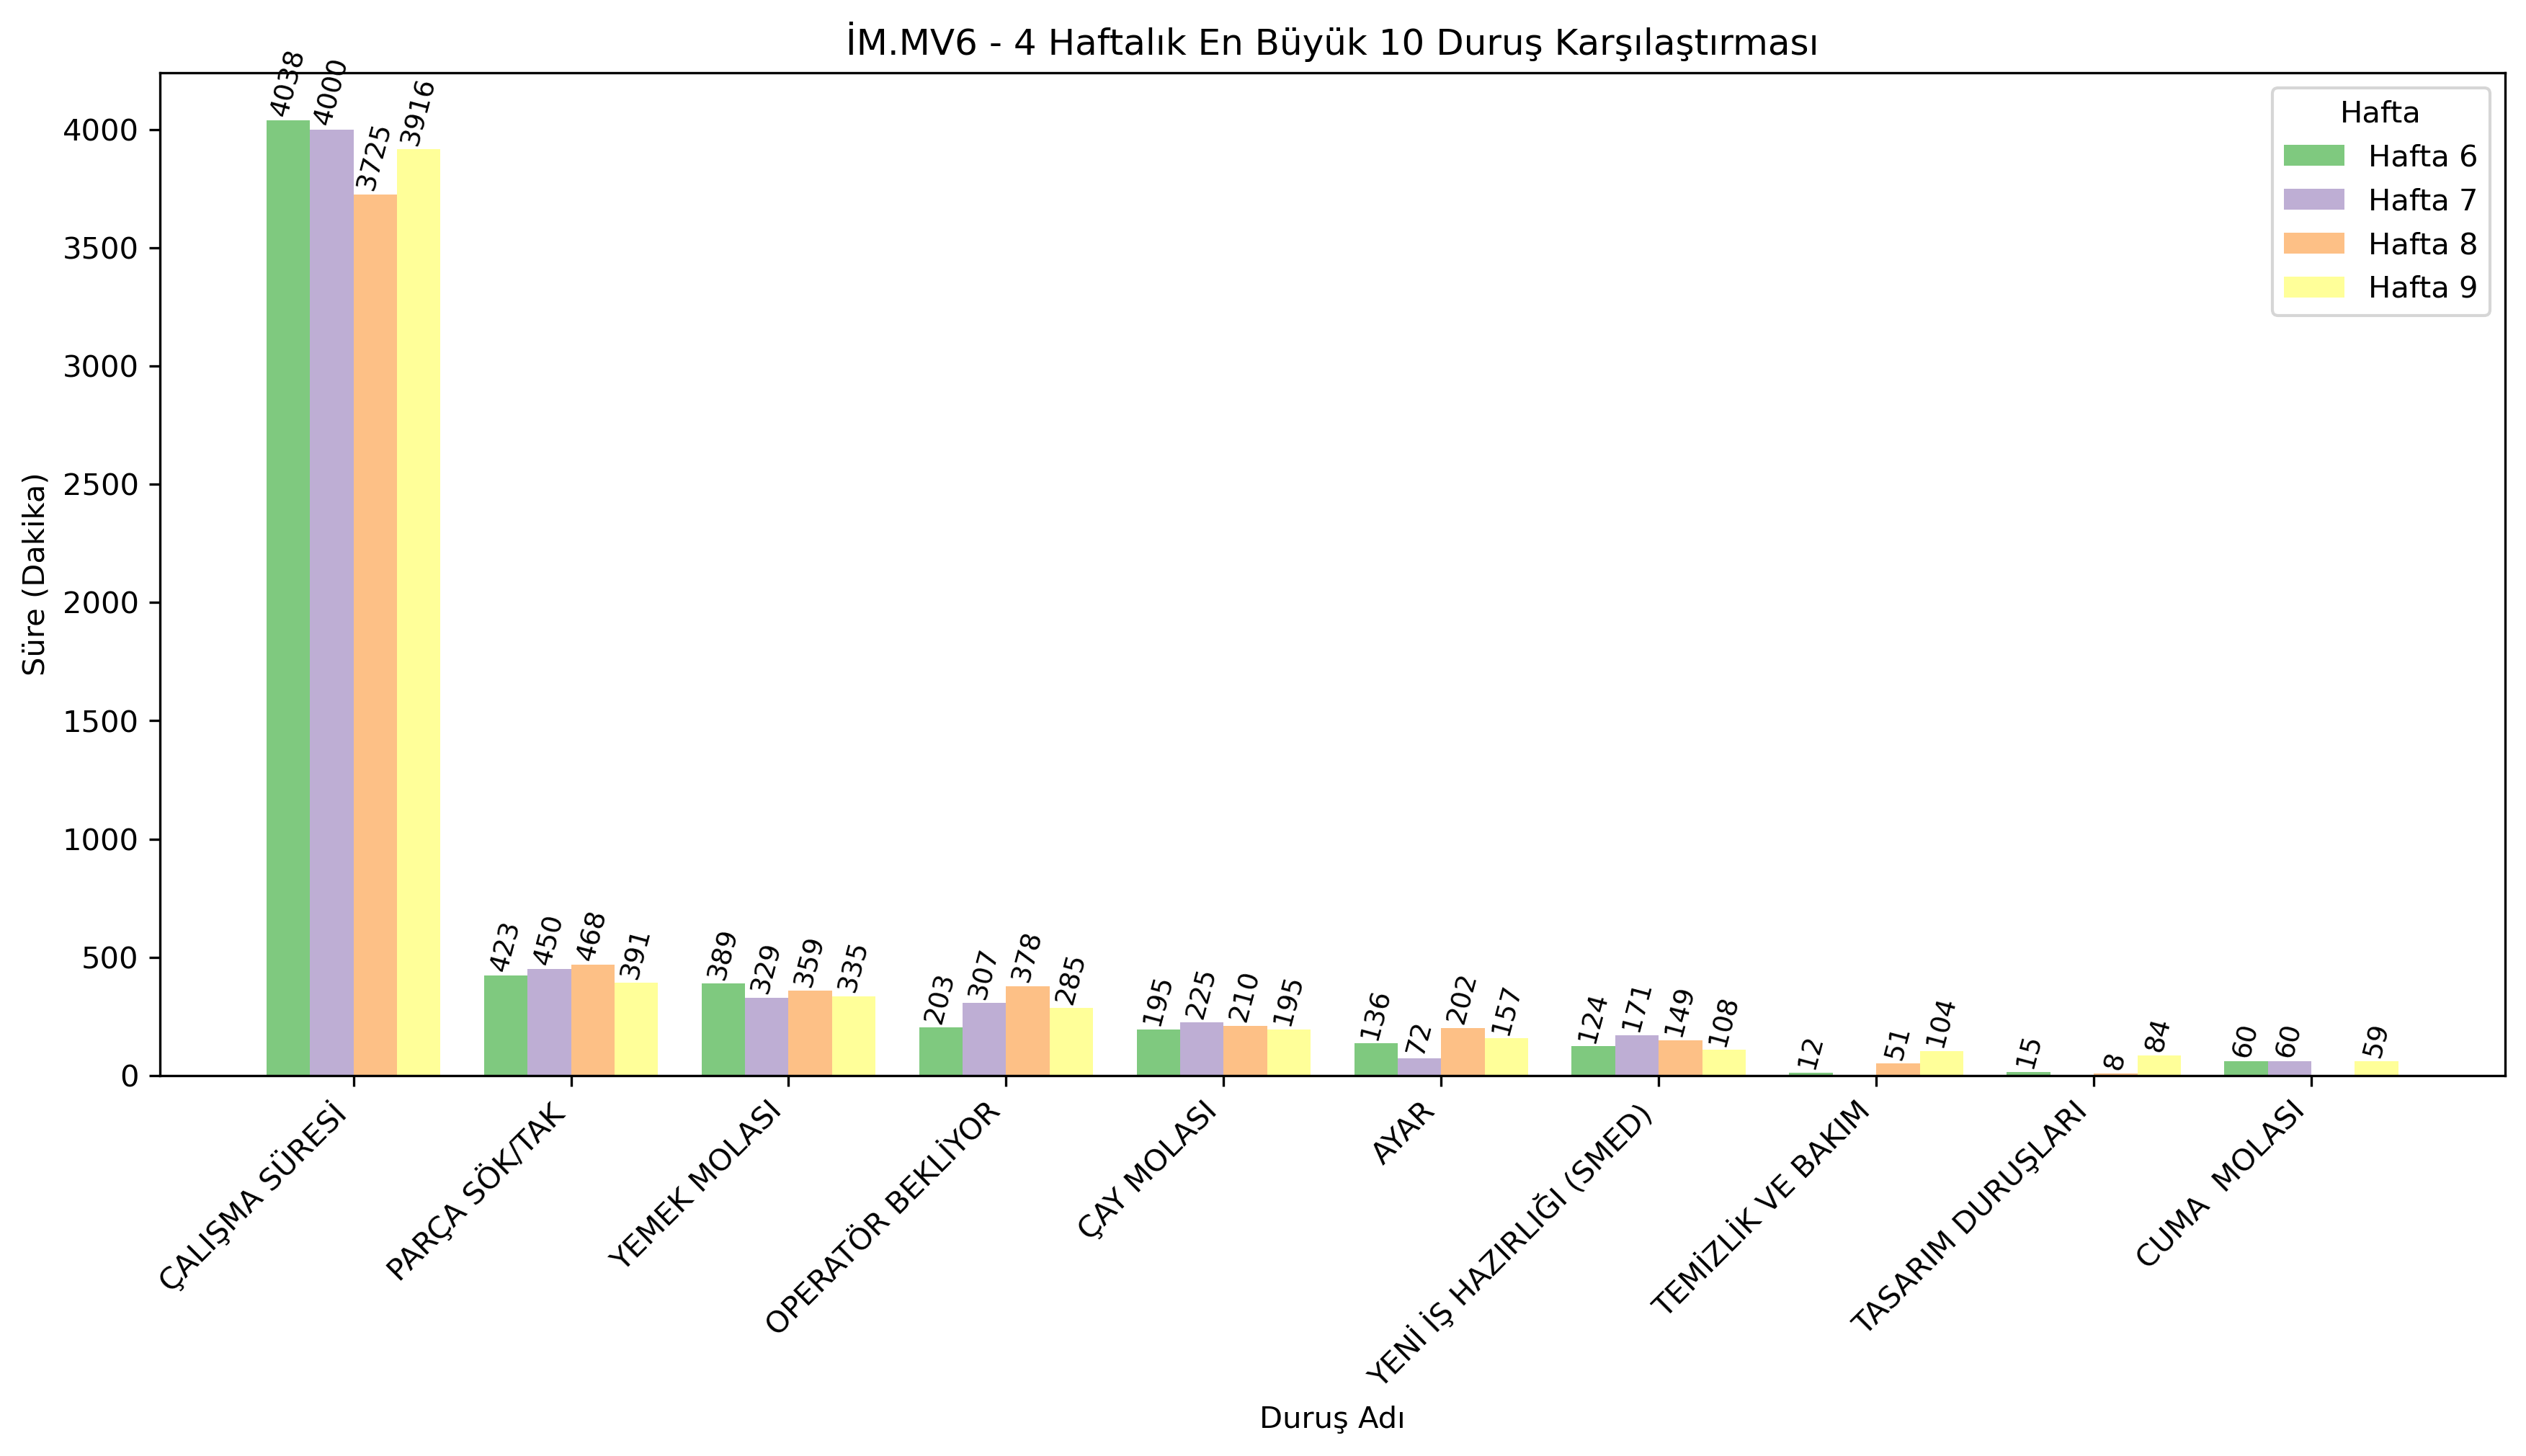 İM.MV6 - 4 Haftalık En Büyük 10 Duruş Karşılaştırması
Hafta
Hafta 6
Hafta 7
Hafta 8
Hafta 9
Süre (Dakika)
4000
3500
3000
2500
2000
1500
1000
500
0
4038 4000 3725 3916
423 450 468 391
389 329 359 335
203 307 378 285
195 225 210 195
136 72 202 157
124 171 149 108
12 51 104
15 8 84
60 60 59
ÇALIŞMA SÜRESİ
PARÇA SÖK/TAK
YEMEK MOLASI
OPERATÖR BEKLİYOR
ÇAY MOLASI
AYAR
YENİ İŞ HAZIRLIĞI (SMED)
TEMİZLİK VE BAKIM
TASARIM DURUŞLARI
CUMA  MOLASI
Duruş Adı